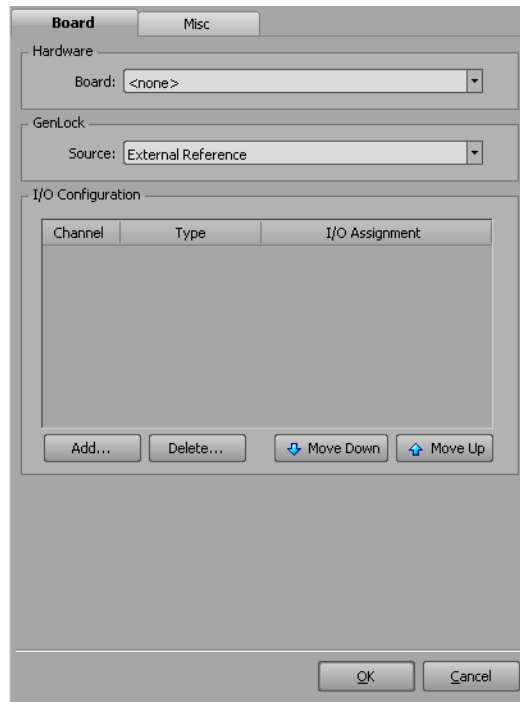 Board Misc
Hardware
Board: <none>
GenLock
Source: External Reference
I/O Configuration
Channel Type I/O Assignment
Add... Delete... Move Down Move Up
OK Cancel